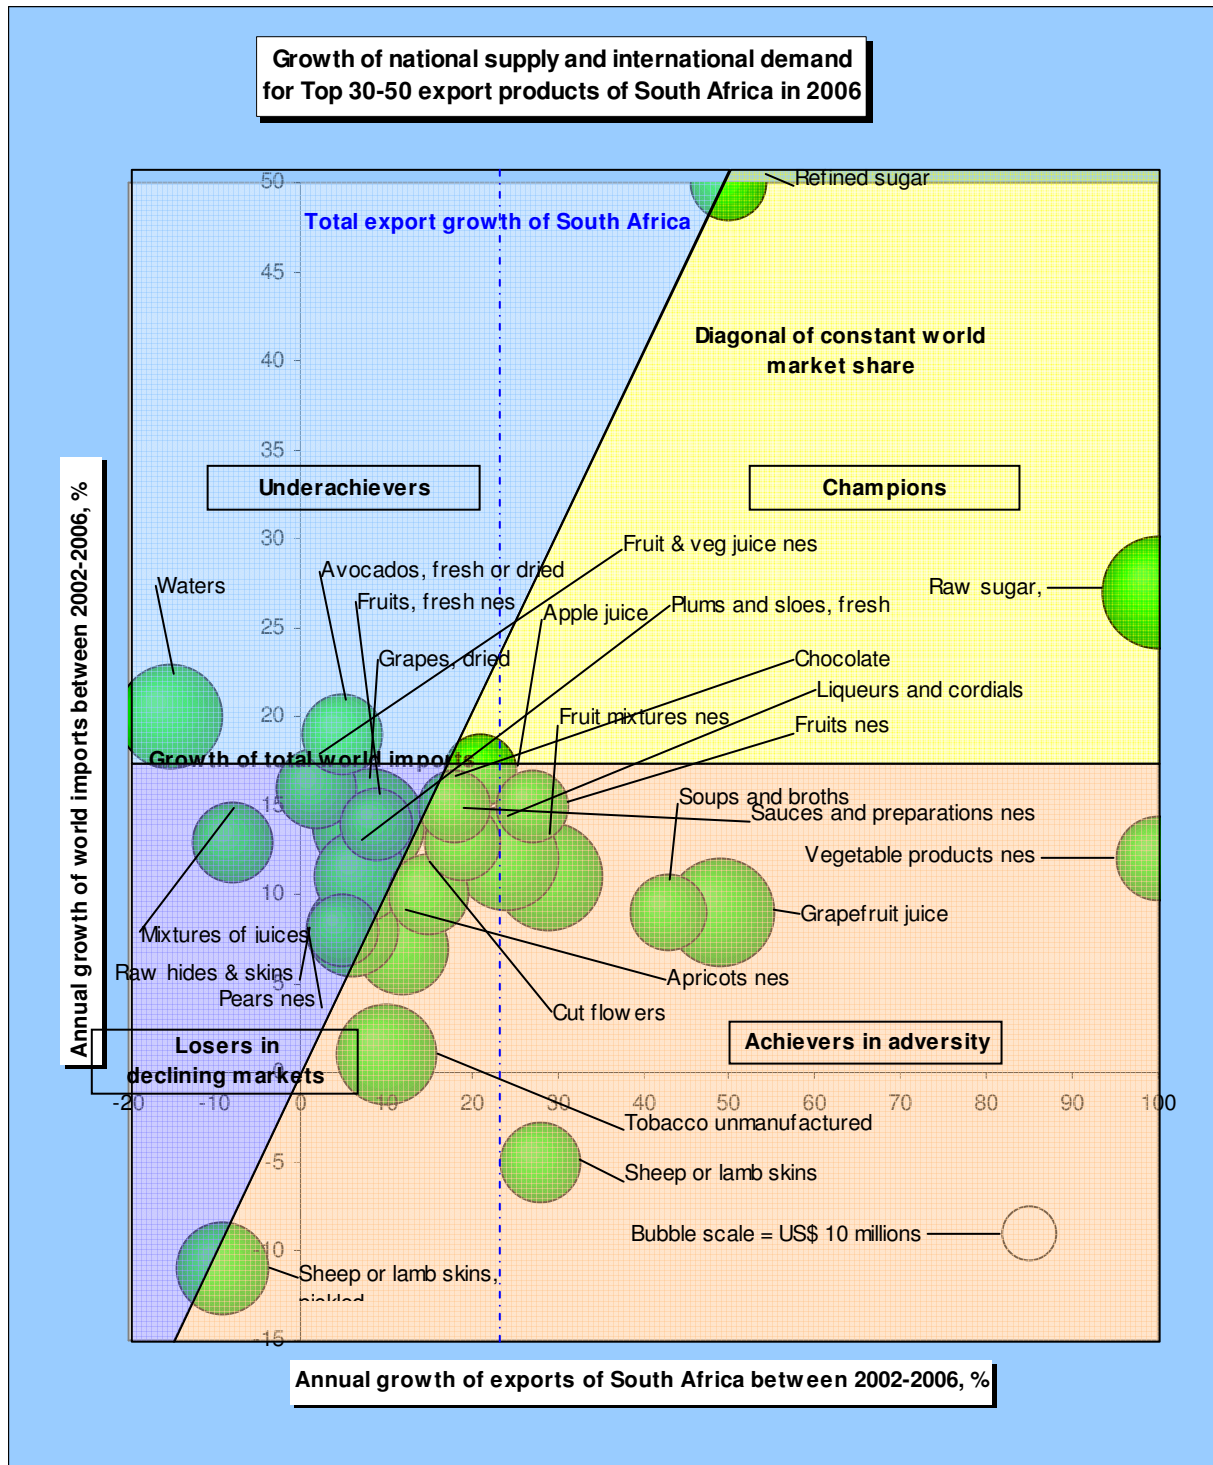 Growth of national supply and international demand
for Top 30-50 export products of South Africa in 2006
50
Refined sugar
Total export growth of South Africa
45
Diagonal of constant world
market share
40
35
Underachievers
Champions
30
Fruit & veg juice nes
Avocados, fresh or dried
Waters
Fruits, fresh nes
Plums and sloes, fresh
Raw sugar,
25
Apple juice
Grapes, dried
Chocolate
Liqueurs and cordials
20
Fruit mixtures nes
Fruits nes
Growth of total world imports
15
Soups and broths
Sauces and preparations nes
Vegetable products nes
10
Grapefruit juice
Mixtures of juices
Raw hides & skins
5
Apricots nes
Pears nes
Cut flowers
Losers in
declining markets
Achievers in adversity
0
-20 -10 0 10 20 30 40 50 60 70 80 90 100
Tobacco unmanufactured
-5
Sheep or lamb skins
Bubble scale = US$ 10 millions
-10
Sheep or lamb skins,
pickled
-15
Annual growth of world imports between 2002-2006, %
Annual growth of exports of South Africa between 2002-2006, %